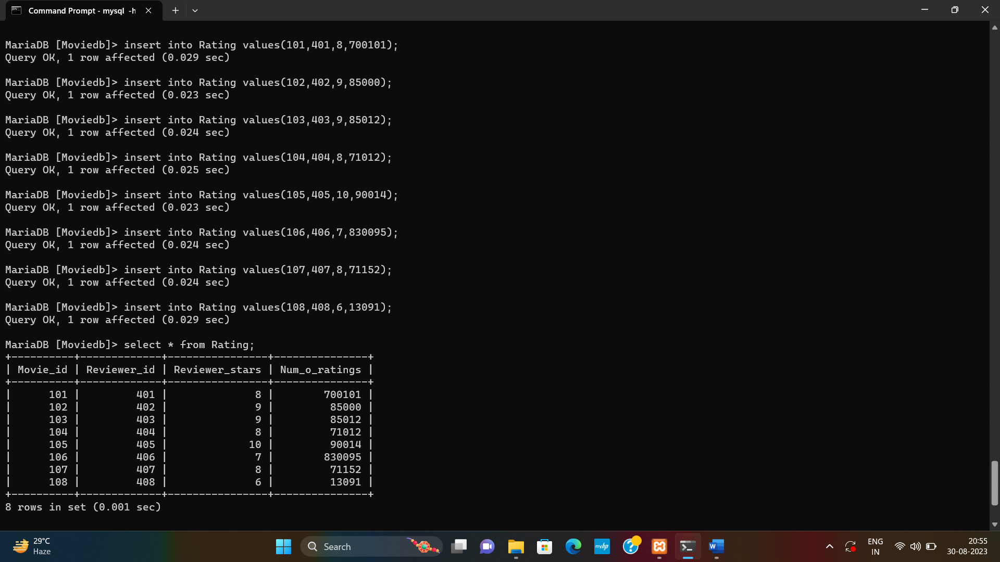 Command Prompt - mysql -h
MariaDB [Moviedb]> insert into Rating values(101,401,8,700101);
Query OK, 1 row affected (0.029 sec)
MariaDB [Moviedb]> insert into Rating values(102,402,9,85000);
Query OK, 1 row affected (0.023 sec)
MariaDB [Moviedb]> insert into Rating values(103,403,9,85012);
Query OK, 1 row affected (0.024 sec)
MariaDB [Moviedb]> insert into Rating values(104,404,8,71012);
Query OK, 1 row affected (0.025 sec)
MariaDB [Moviedb]> insert into Rating values(105,405,10,90014);
Query OK, 1 row affected (0.023 sec)
MariaDB [Moviedb]> insert into Rating values(106,406,7,830095);
Query OK, 1 row affected (0.024 sec)
MariaDB [Moviedb]> insert into Rating values(107,407,8,71152);
Query OK, 1 row affected (0.024 sec)
MariaDB [Moviedb]> insert into Rating values(108,408,6,13091);
Query OK, 1 row affected (0.029 sec)
MariaDB [Moviedb]> select * from Rating;
+----------+-------------+----------------+---------------+
| Movie_id | Reviewer_id | Reviewer_stars | Num_o_ratings |
+----------+-------------+----------------+---------------+
|      101 |         401 |              8 |        700101 |
|      102 |         402 |              9 |         85000 |
|      103 |         403 |              9 |         85012 |
|      104 |         404 |              8 |         71012 |
|      105 |         405 |             10 |         90014 |
|      106 |         406 |              7 |        830095 |
|      107 |         407 |              8 |         71152 |
|      108 |         408 |              6 |         13091 |
+----------+-------------+----------------+---------------+
8 rows in set (0.001 sec)
29°C
Haze
Search
myhp
W
ENG
IN
20:55
30-08-2023